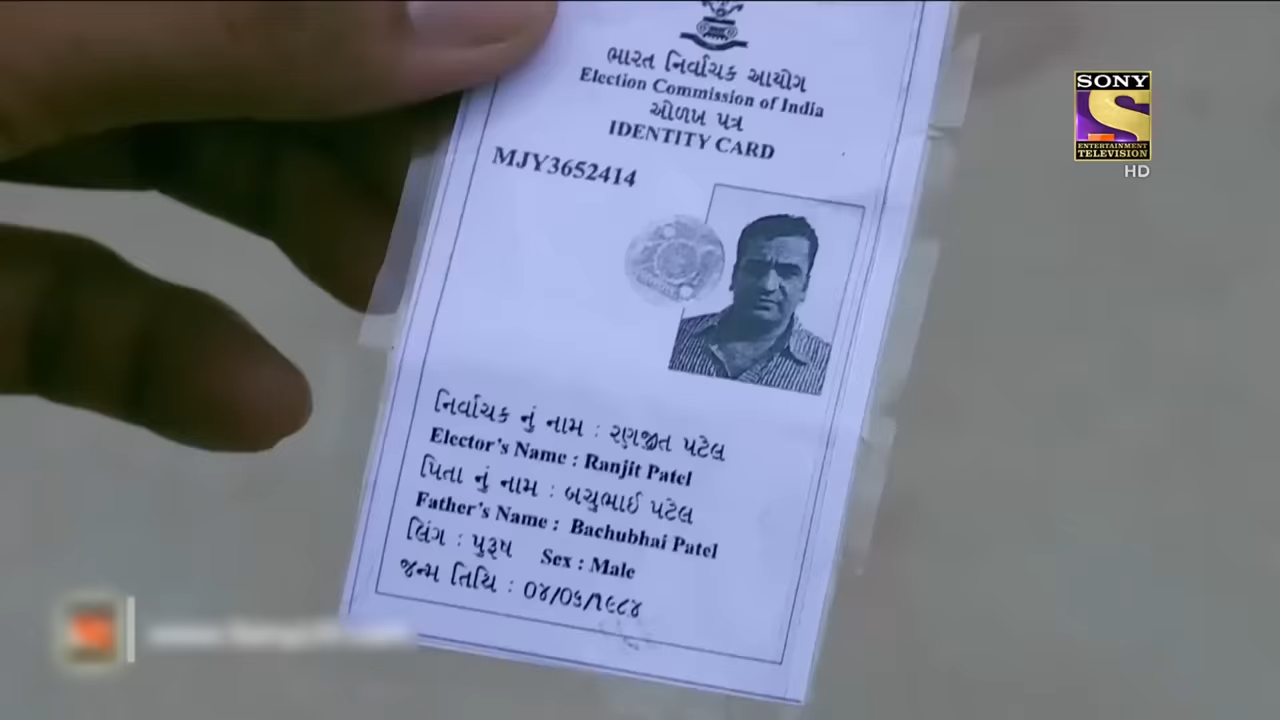 ભારત નિર્વાચક આયોગ
Election Commission of India
ઓળખ પત્ર
IDENTITY CARD
MJY3652414
નિર્વાચક નું નામ : રણજીત પટેલ
Elector's Name : Ranjit Patel
પિતા નું નામ : બચુભાઈ પટેલ
Father's Name : Bachubhai Patel
લિંગ : પુરૂષ Sex : Male
જન્મ તિથિ : ૦૪/૦૬/૧૯૮૪
SONY
ENTERTAINMENT
TELEVISION
HD